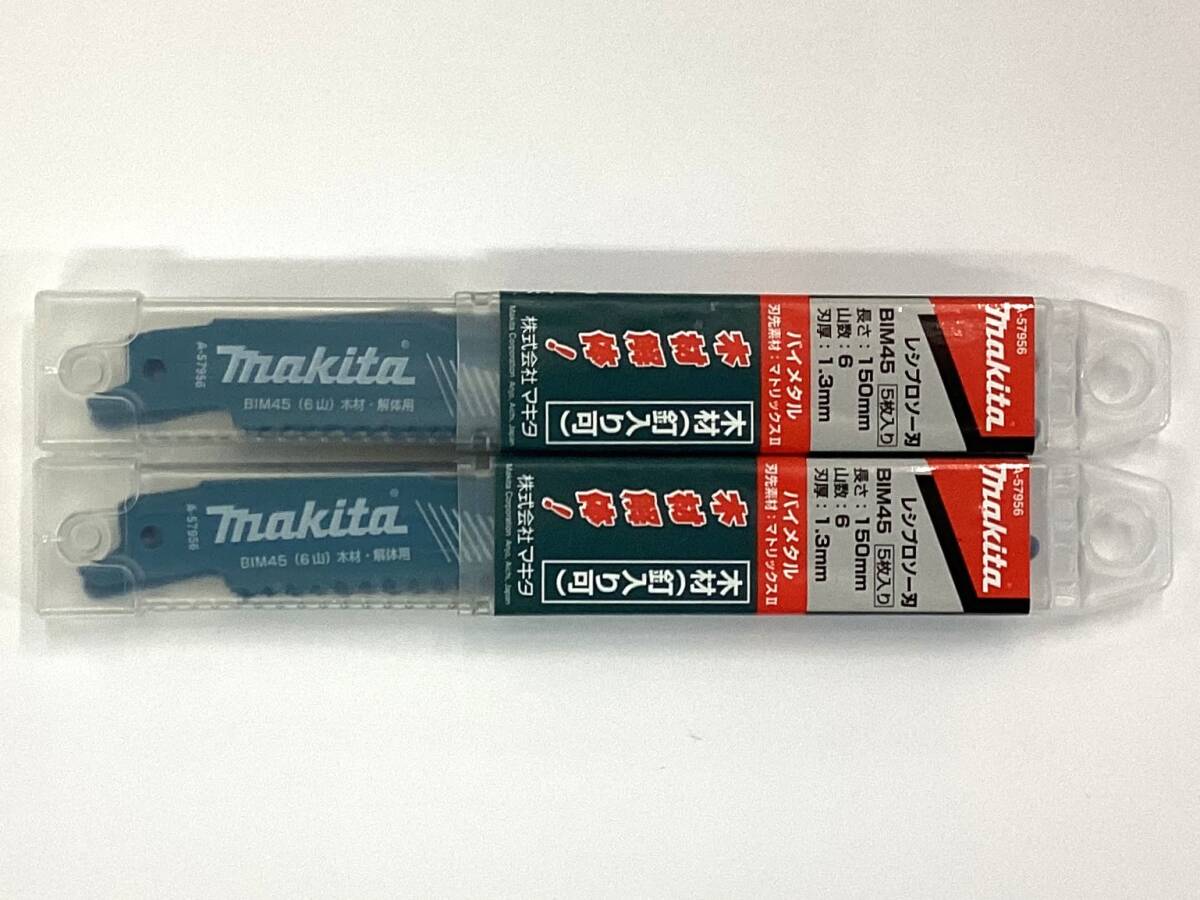 A-57956
makita
BIM45 (6山) 木材・解体用
A-57956
makita
レシプロソー刃
BIM45 5枚入り
長さ:150mm
山数:6
刃厚:1.3mm
バイメタル
刃先素材:マトリックスⅡ
木材解体!
木材(釘入り可)
株式会社 マキタ
Makita Corporation Anjo, Aichi, Japan
A-57956
makita
BIM45 (6山) 木材・解体用
A-57956
makita
レシプロソー刃
BIM45 5枚入り
長さ:150mm
山数:6
刃厚:1.3mm
バイメタル
刃先素材:マトリックスⅡ
木材解体!
木材(釘入り可)
株式会社 マキタ
Makita Corporation Anjo, Aichi, Japan